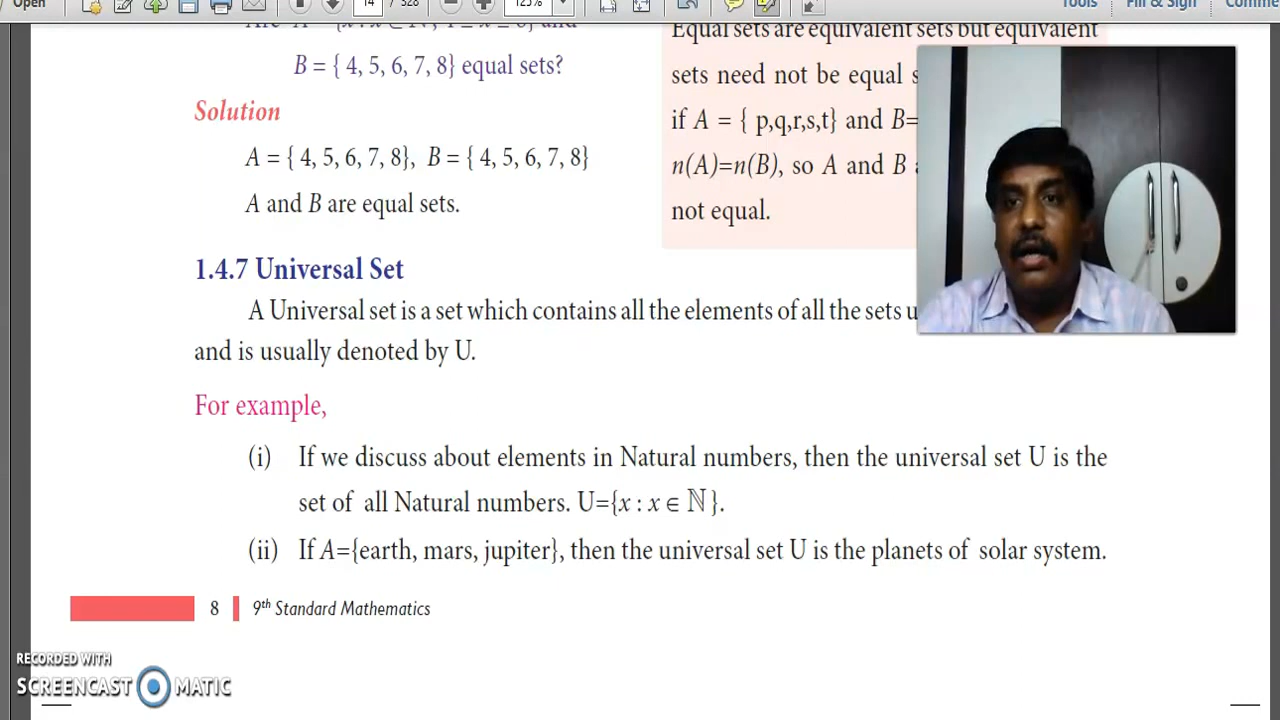 Open
14 / 328
125%
Tools Fill & Sign
and
B = { 4, 5, 6, 7, 8} equal sets?
Solution
A = { 4, 5, 6, 7, 8}, B = { 4, 5, 6, 7, 8}
A and B are equal sets.
Equal sets are equivalent sets but equivalent
sets need not be equal
if A = { p,q,r,s,t} and B=
n(A)=n(B), so A and B
not equal.
1.4.7 Universal Set
A Universal set is a set which contains all the elements of all the sets
and is usually denoted by U.
For example,
(i) If we discuss about elements in Natural numbers, then the universal set U is the
set of all Natural numbers. U={x : x ∈ ℕ}.
(ii) If A={earth, mars, jupiter}, then the universal set U is the planets of solar system.
8 9th Standard Mathematics
RECORDED WITH
SCREENCAST MATIC